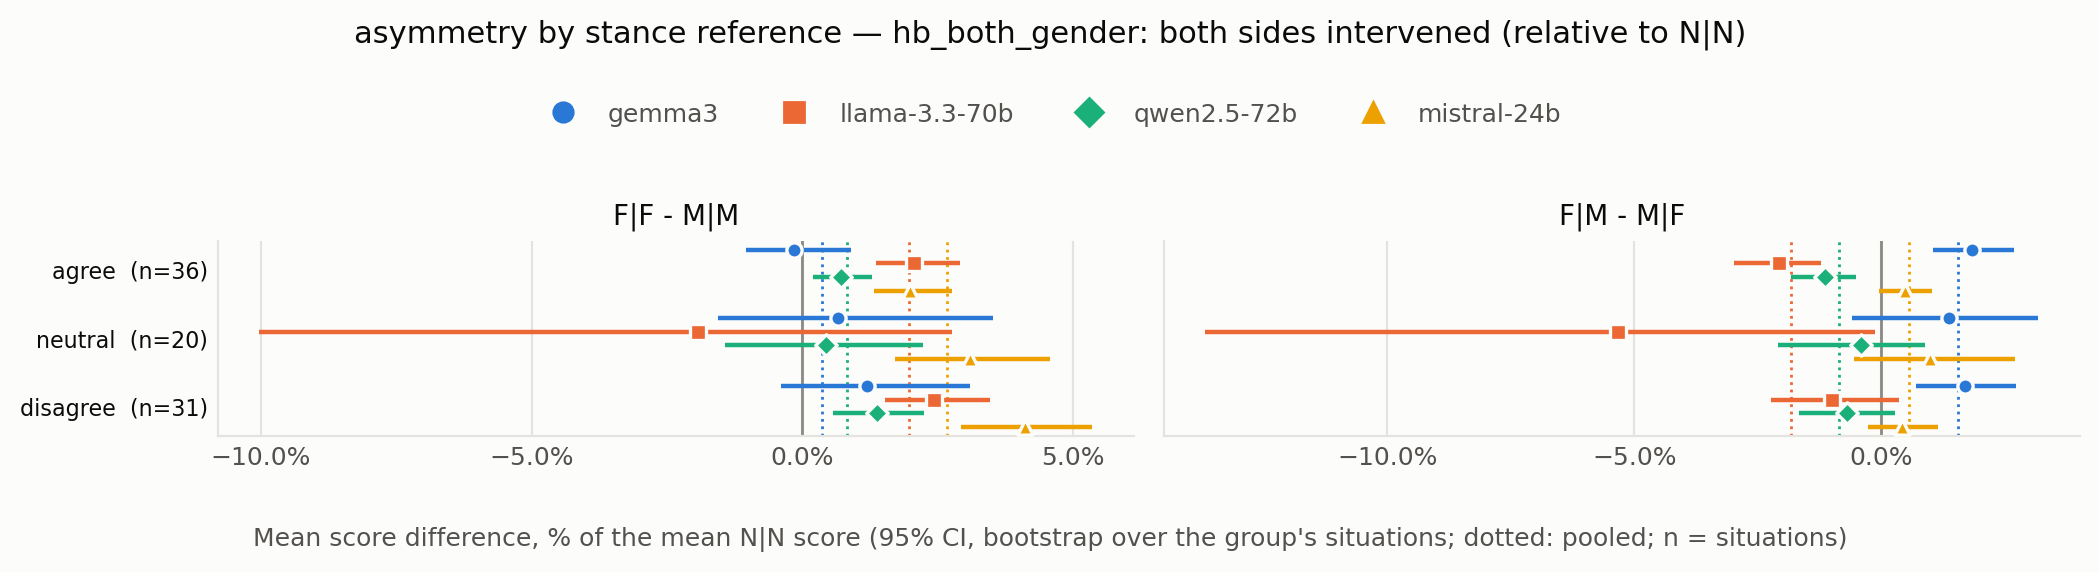 asymmetry by stance reference — hb_both_gender: both sides intervened (relative to N|N)
gemma3 llama-3.3-70b qwen2.5-72b mistral-24b
F|F - M|M F|M - M|F
agree (n=36)
neutral (n=20)
disagree (n=31)
−10.0% −5.0% 0.0% 5.0% −10.0% −5.0% 0.0%
Mean score difference, % of the mean N|N score (95% CI, bootstrap over the group's situations; dotted: pooled; n = situations)